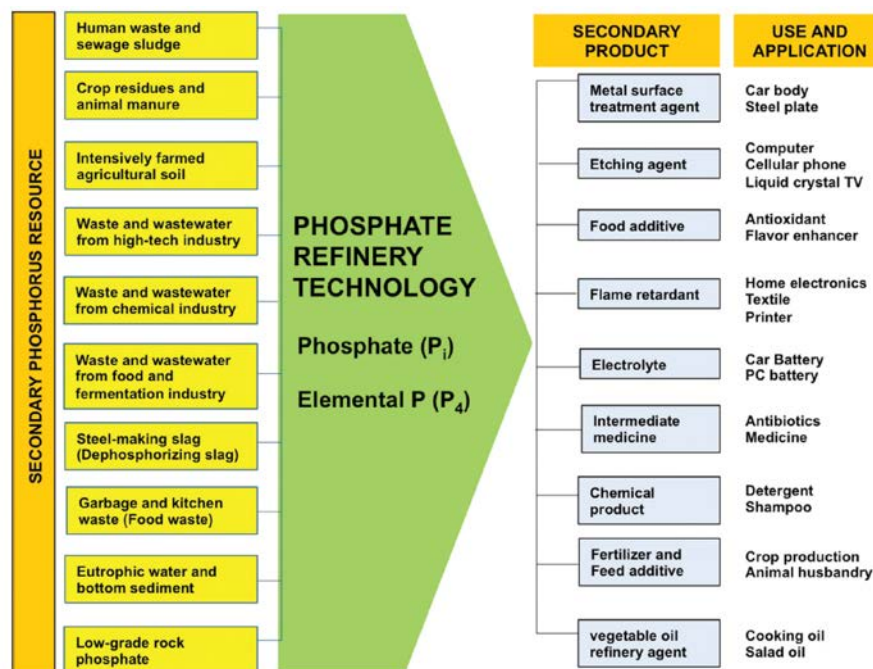 SECONDARY PHOSPHORUS RESOURCE
Human waste and
sewage sludge
Crop residues and
animal manure
Intensively farmed
agricultural soil
Waste and wastewater
from high-tech industry
Waste and wastewater
from chemical industry
Waste and wastewater
from food and
fermentation industry
Steel-making slag
(Dephosphorizing slag)
Garbage and kitchen
waste (Food waste)
Eutrophic water and
bottom sediment
Low-grade rock
phosphate
PHOSPHATE
REFINERY
TECHNOLOGY
Phosphate (Pi)
Elemental P (P4)
SECONDARY
PRODUCT
Metal surface
treatment agent
Etching agent
Food additive
Flame retardant
Electrolyte
Intermediate
medicine
Chemical
product
Fertilizer and
Feed additive
vegetable oil
refinery agent
USE AND
APPLICATION
Car body
Steel plate
Computer
Cellular phone
Liquid crystal TV
Antioxidant
Flavor enhancer
Home electronics
Textile
Printer
Car Battery
PC battery
Antibiotics
Medicine
Detergent
Shampoo
Crop production
Animal husbandry
Cooking oil
Salad oil